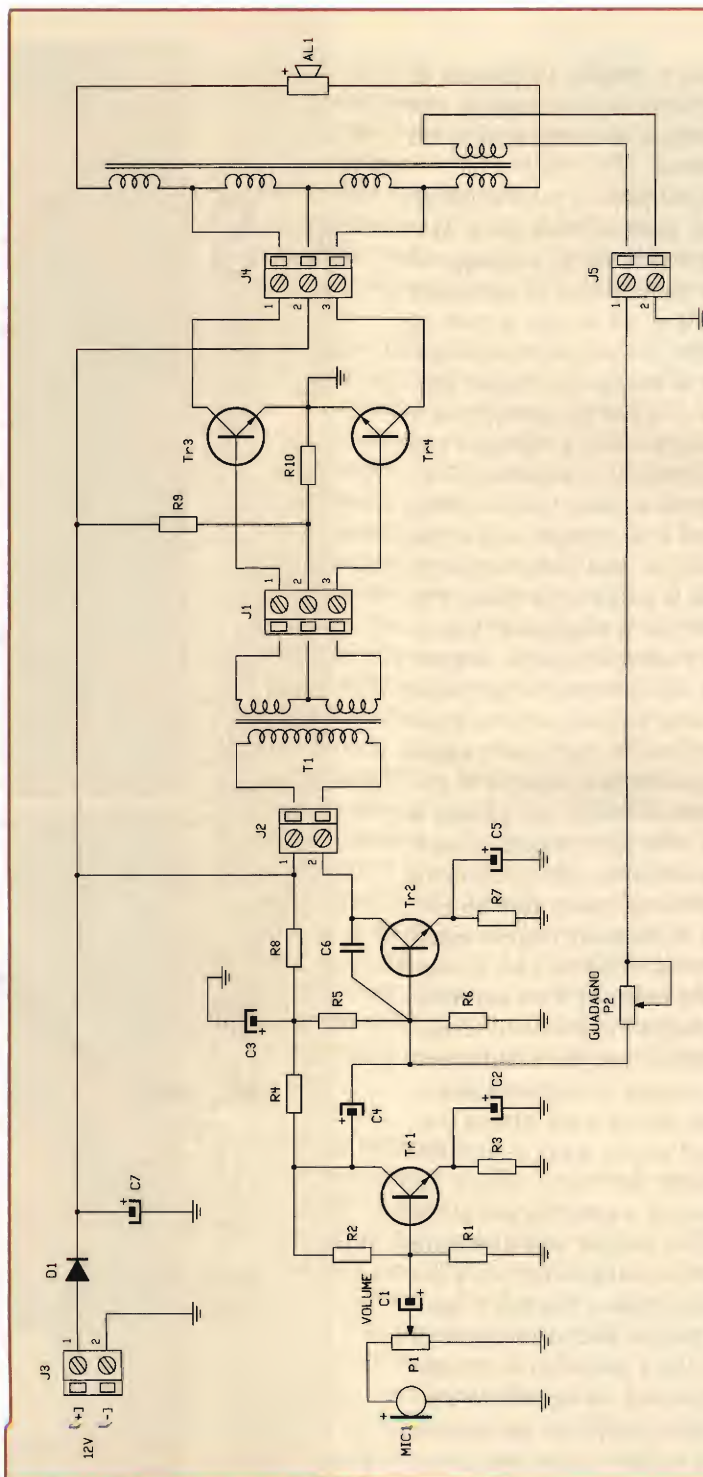 AL1
J4
1
2
3
J5
1
2
Tr3
Tr4
R10
R9
J1
1
2
3
T1
J2
1
2
C5
R8
C6
Tr2
R7
C3
R5
R6
GUADAGNO
P2
R4
C4
C2
Tr1
R3
D1
C7
R2
R1
VOLUME
C1
P1
J3
1
2
(+)
(-)
12V
MIC1
+
+
+
+
+
+
+
+